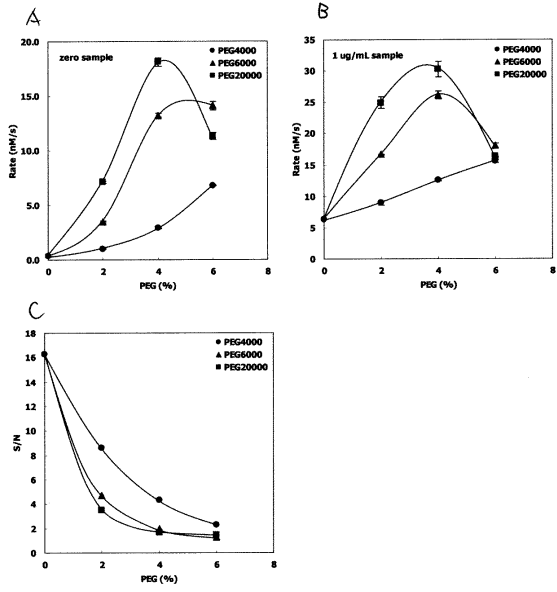 A
zero sample
PEG4000
PEG6000
PEG20000
Rate (nM/s)
20.0
15.0
10.0
5.0
0.0
0 2 4 6 8
PEG (%)
B
1 ug/mL sample
PEG4000
PEG6000
PEG20000
Rate (nM/s)
35
30
25
20
15
10
5
0
0 2 4 6 8
PEG (%)
C
PEG4000
PEG6000
PEG20000
S/N
18
16
14
12
10
8
6
4
2
0
0 2 4 6 8
PEG (%)